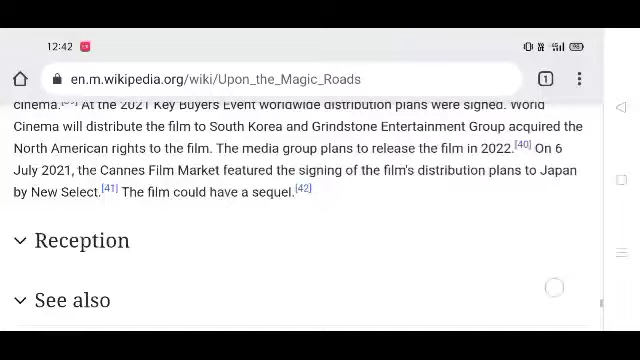 12:42
en.m.wikipedia.org/wiki/Upon_the_Magic_Roads
1
cinema. At the 2021 Key Buyers Event worldwide distribution plans were signed. World
Cinema will distribute the film to South Korea and Grindstone Entertainment Group acquired the
North American rights to the film. The media group plans to release the film in 2022.[40] On 6
July 2021, the Cannes Film Market featured the signing of the film's distribution plans to Japan
by New Select.[41] The film could have a sequel.[42]
Reception
See also